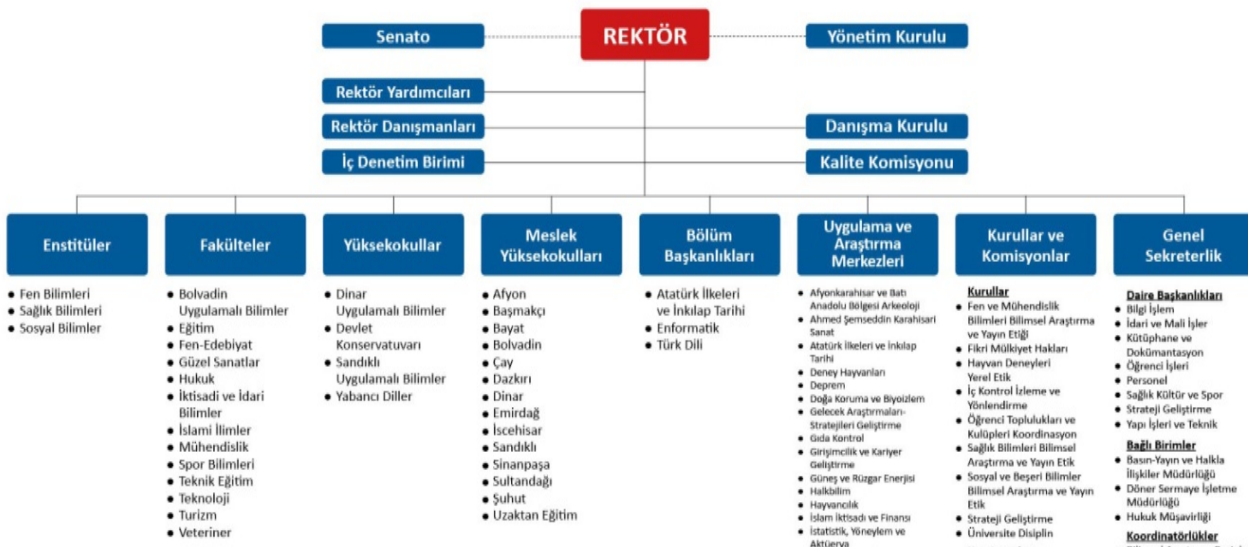 REKTÖR
Senato
Yönetim Kurulu
Rektör Yardımcıları
Rektör Danışmanları
Danışma Kurulu
İç Denetim Birimi
Kalite Komisyonu
Enstitüler
• Fen Bilimleri
• Sağlık Bilimleri
• Sosyal Bilimler
Fakülteler
• Bolvadin
Uygulamalı Bilimler
• Eğitim
• Fen-Edebiyat
• Güzel Sanatlar
• Hukuk
• İktisadi ve İdari
Bilimler
• İslami İlimler
• Mühendislik
• Spor Bilimleri
• Teknik Eğitim
• Teknoloji
• Turizm
• Veteriner
Yüksekokullar
• Dinar
Uygulamalı Bilimler
• Devlet
Konservatuvarı
• Sandıklı
Uygulamalı Bilimler
• Yabancı Diller
Meslek
Yüksekokulları
• Afyon
• Başmakçı
• Bayat
• Bolvadin
• Çay
• Dazkırı
• Dinar
• Emirdağ
• İscehisar
• Sandıklı
• Sinanpaşa
• Sultandağı
• Şuhut
• Uzaktan Eğitim
Bölüm
Başkanlıkları
• Atatürk İlkeleri
ve İnkılap Tarihi
• Enformatik
• Türk Dili
Uygulama ve
Araştırma
Merkezleri
• Afyonkarahisar ve Batı
Anadolu Bölgesi Arkeoloji
• Ahmed Şemseddin Karahisari
Sanat
• Atatürk İlkeleri ve İnkılap
Tarihi
• Deney Hayvanları
• Deprem
• Doğa Koruma ve Biyoizlem
• Gelecek Araştırmaları-
Stratejileri Geliştirme
• Gıda Kontrol
• Girişimcilik ve Kariyer
Geliştirme
• Güneş ve Rüzgar Enerjisi
• Halkbilim
• Hayvancılık
• İslam İktisadı ve Finansı
• İstatistik, Yöneylem ve
Aktüerya
Kurullar ve
Komisyonlar
Kurullar
• Fen ve Mühendislik
Bilimleri Bilimsel Araştırma
ve Yayın Etiği
• Fikri Mülkiyet Hakları
• Hayvan Deneyleri
Yerel Etik
• İç Kontrol İzleme ve
Yönlendirme
• Öğrenci Toplulukları ve
Kulüpleri Koordinasyon
• Sağlık Bilimleri Bilimsel
Araştırma ve Yayın Etik
• Sosyal ve Beşeri Bilimler
Bilimsel Araştırma ve Yayın
Etik
• Strateji Geliştirme
• Üniversite Disiplin
Genel
Sekreterlik
Daire Başkanlıkları
• Bilgi İşlem
• İdari ve Mali İşler
• Kütüphane ve
Dokümantasyon
• Öğrenci İşleri
• Personel
• Sağlık Kültür ve Spor
• Strateji Geliştirme
• Yapı İşleri ve Teknik
Bağlı Birimler
• Basın-Yayın ve Halkla
İlişkiler Müdürlüğü
• Döner Sermaye İşletme
Müdürlüğü
• Hukuk Müşavirliği
Koordinatörlükler